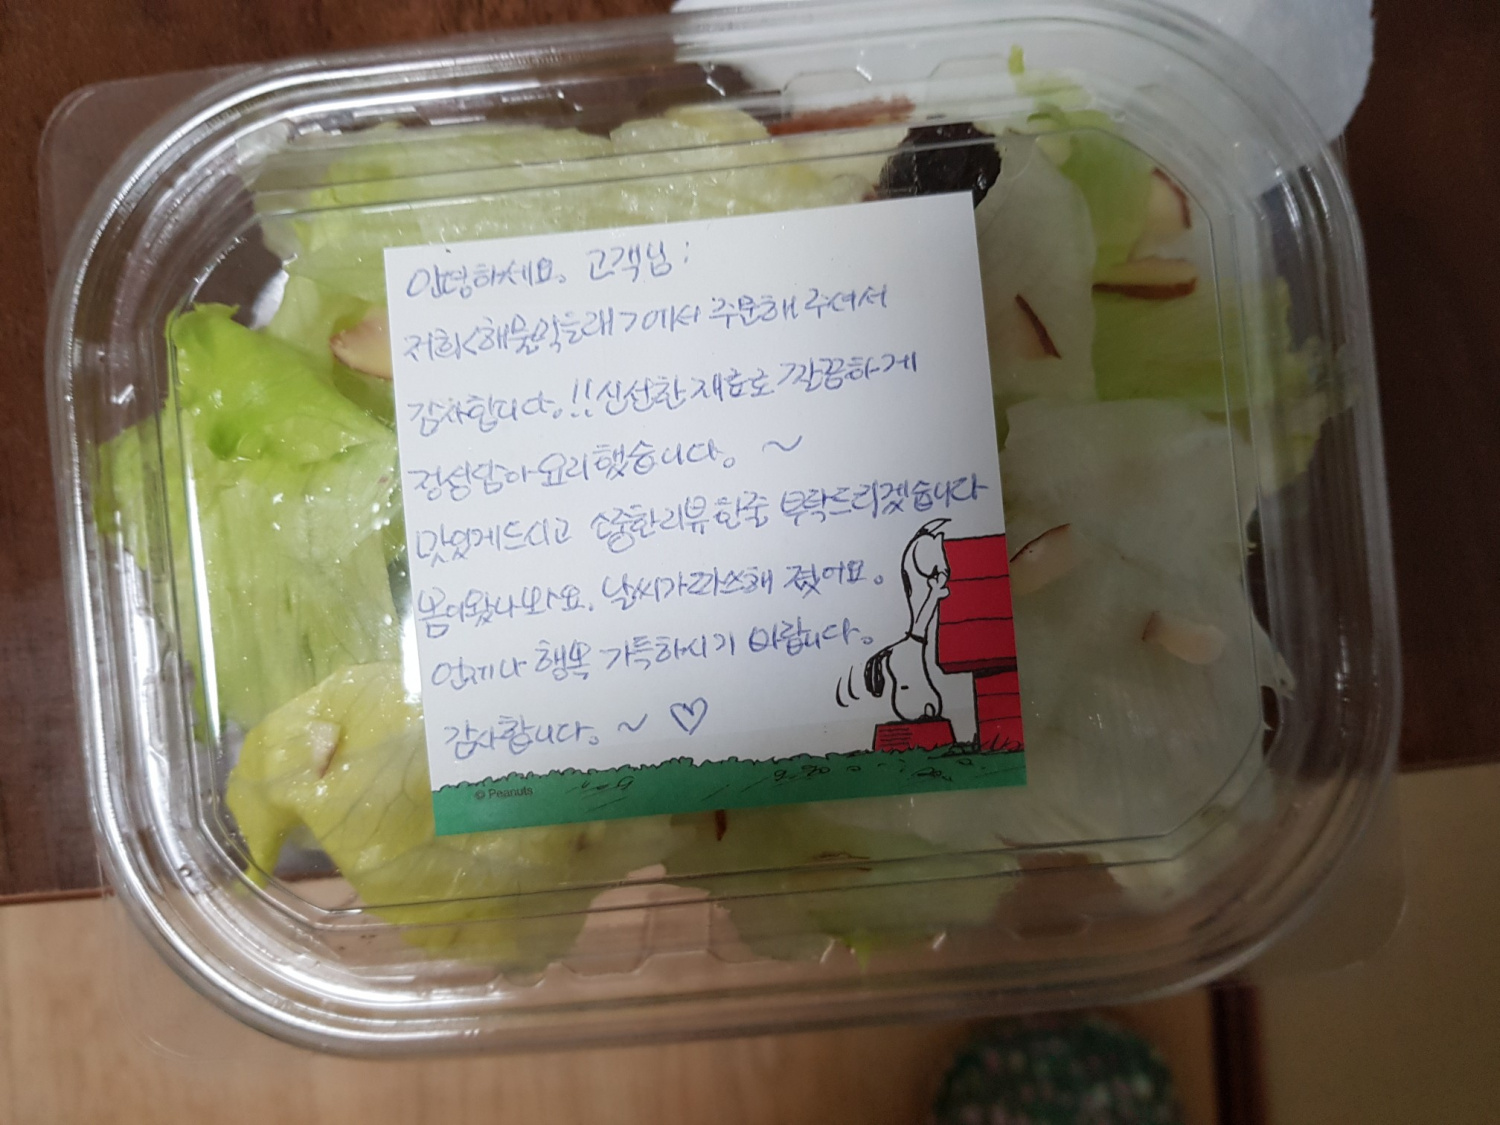 안녕하세요. 고객님:
저희<해물왁들래>에서 주문해 주셔서
감사합니다.!!신선한 재료로 깔끔하게
정성담아 요리했습니다. ~
맛있게드시고 소중한리뷰한줄 부탁드리겠습니다
봄이왔나봐요. 날씨가따스해 졌어요.
언제나 행복 가득하시기 바랍니다.
감사합니다. ~ ♡
© Peanuts